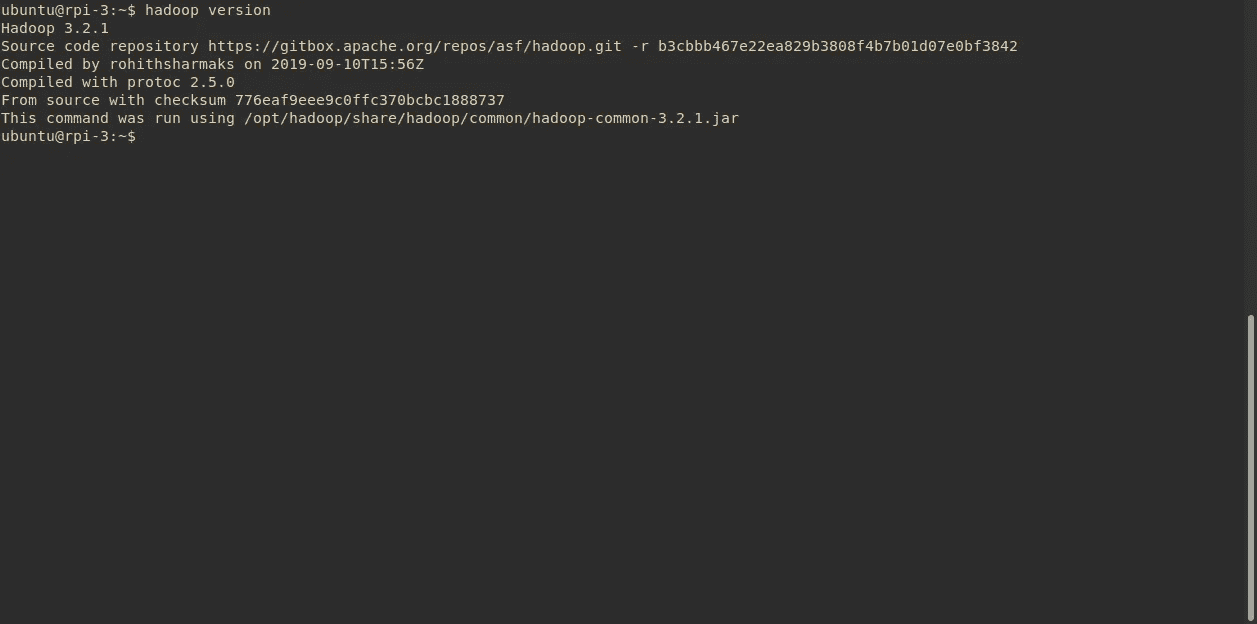 ubuntu@rpi-3:~$ hadoop version
Hadoop 3.2.1
Source code repository https://gitbox.apache.org/repos/asf/hadoop.git -r b3cbbb467e22ea829b3808f4b7b01d07e0bf3842
Compiled by rohithsharmaks on 2019-09-10T15:56Z
Compiled with protoc 2.5.0
From source with checksum 776eaf9eee9c0ffc370bcbc1888737
This command was run using /opt/hadoop/share/hadoop/common/hadoop-common-3.2.1.jar
ubuntu@rpi-3:~$